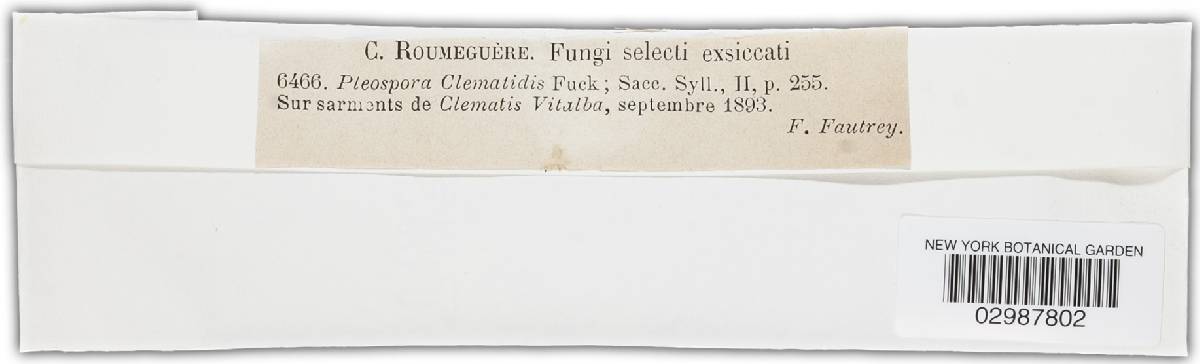 C. ROUMEGUÈRE. Fungi selecti exsiccati
6466. Pleospora Clematidis Fuck; Sacc. Syll., II, p. 255.
Sur sarments de Clematis Vitalba, septembre 1893.
F. Fautrey.
NEW YORK BOTANICAL GARDEN
02987802